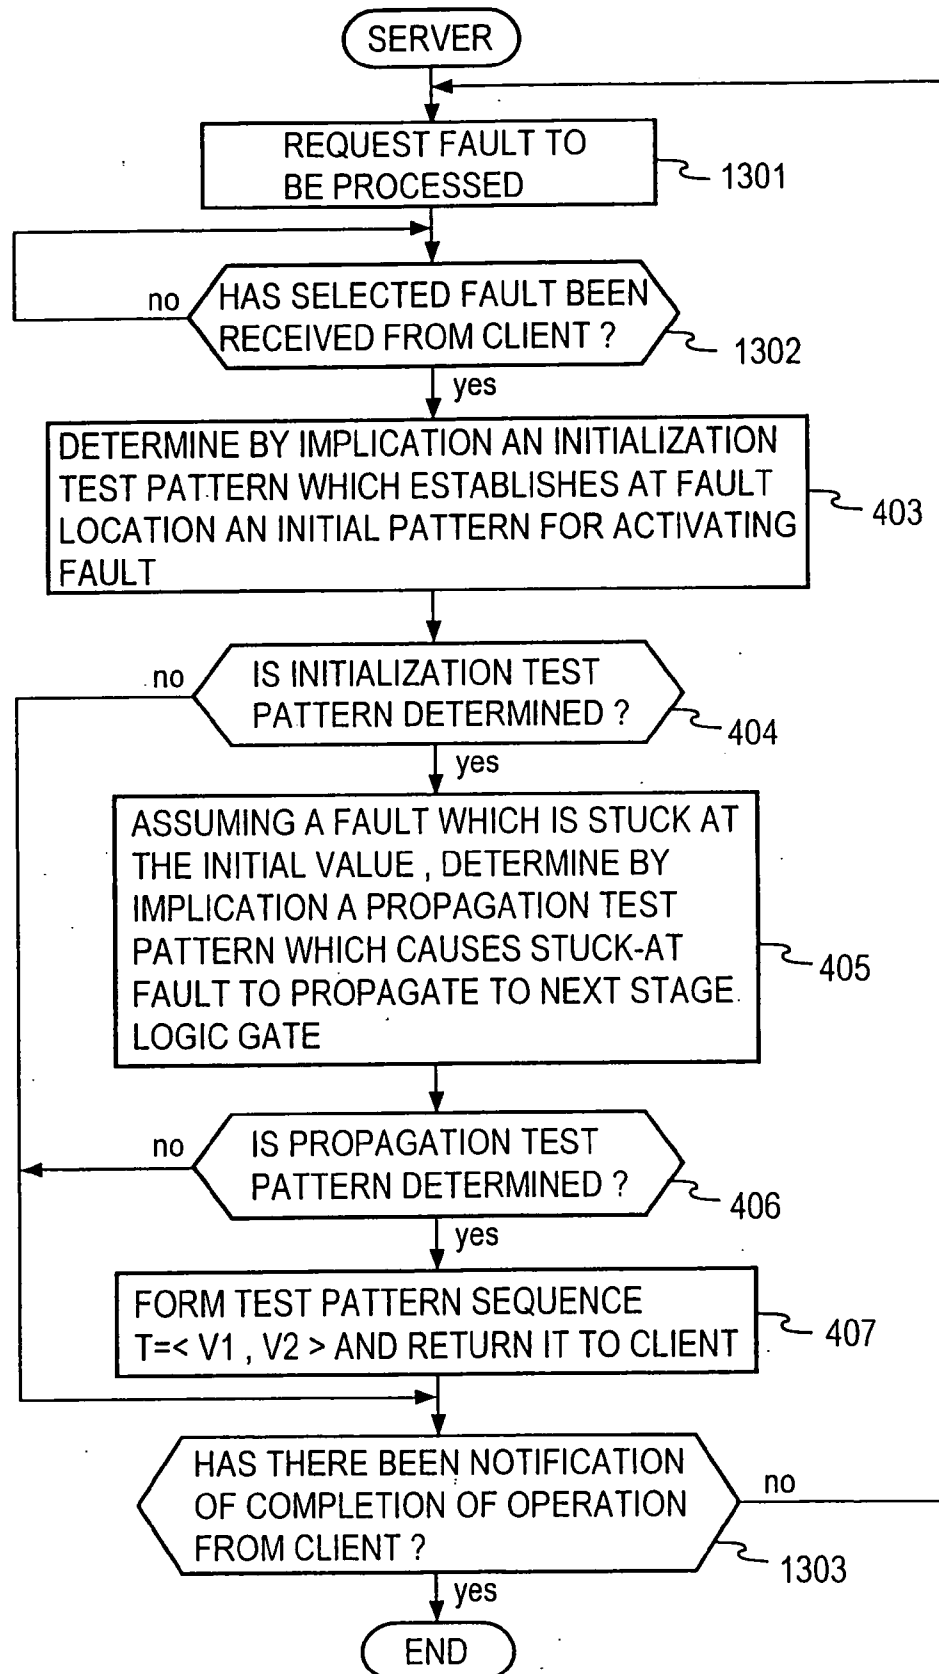 SERVER
REQUEST FAULT TO
BE PROCESSED
1301
no
HAS SELECTED FAULT BEEN
RECEIVED FROM CLIENT ?
1302
yes
DETERMINE BY IMPLICATION AN INITIALIZATION
TEST PATTERN WHICH ESTABLISHES AT FAULT
LOCATION AN INITIAL PATTERN FOR ACTIVATING
FAULT
403
no
IS INITIALIZATION TEST
PATTERN DETERMINED ?
404
yes
ASSUMING A FAULT WHICH IS STUCK AT
THE INITIAL VALUE , DETERMINE BY
IMPLICATION A PROPAGATION TEST
PATTERN WHICH CAUSES STUCK-AT
FAULT TO PROPAGATE TO NEXT STAGE
LOGIC GATE
405
no
IS PROPAGATION TEST
PATTERN DETERMINED ?
406
yes
FORM TEST PATTERN SEQUENCE
T=< V1 , V2 > AND RETURN IT TO CLIENT
407
HAS THERE BEEN NOTIFICATION
OF COMPLETION OF OPERATION
FROM CLIENT ?
no
1303
yes
END